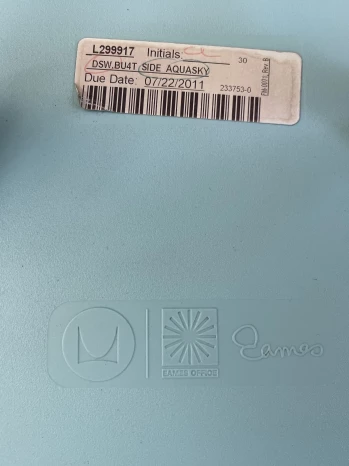 L299917 Initials: 30
DSW.BU4T SIDE AQUASKY
Due Date: 07/22/2011 233753-0
EAMES OFFICE
Eames